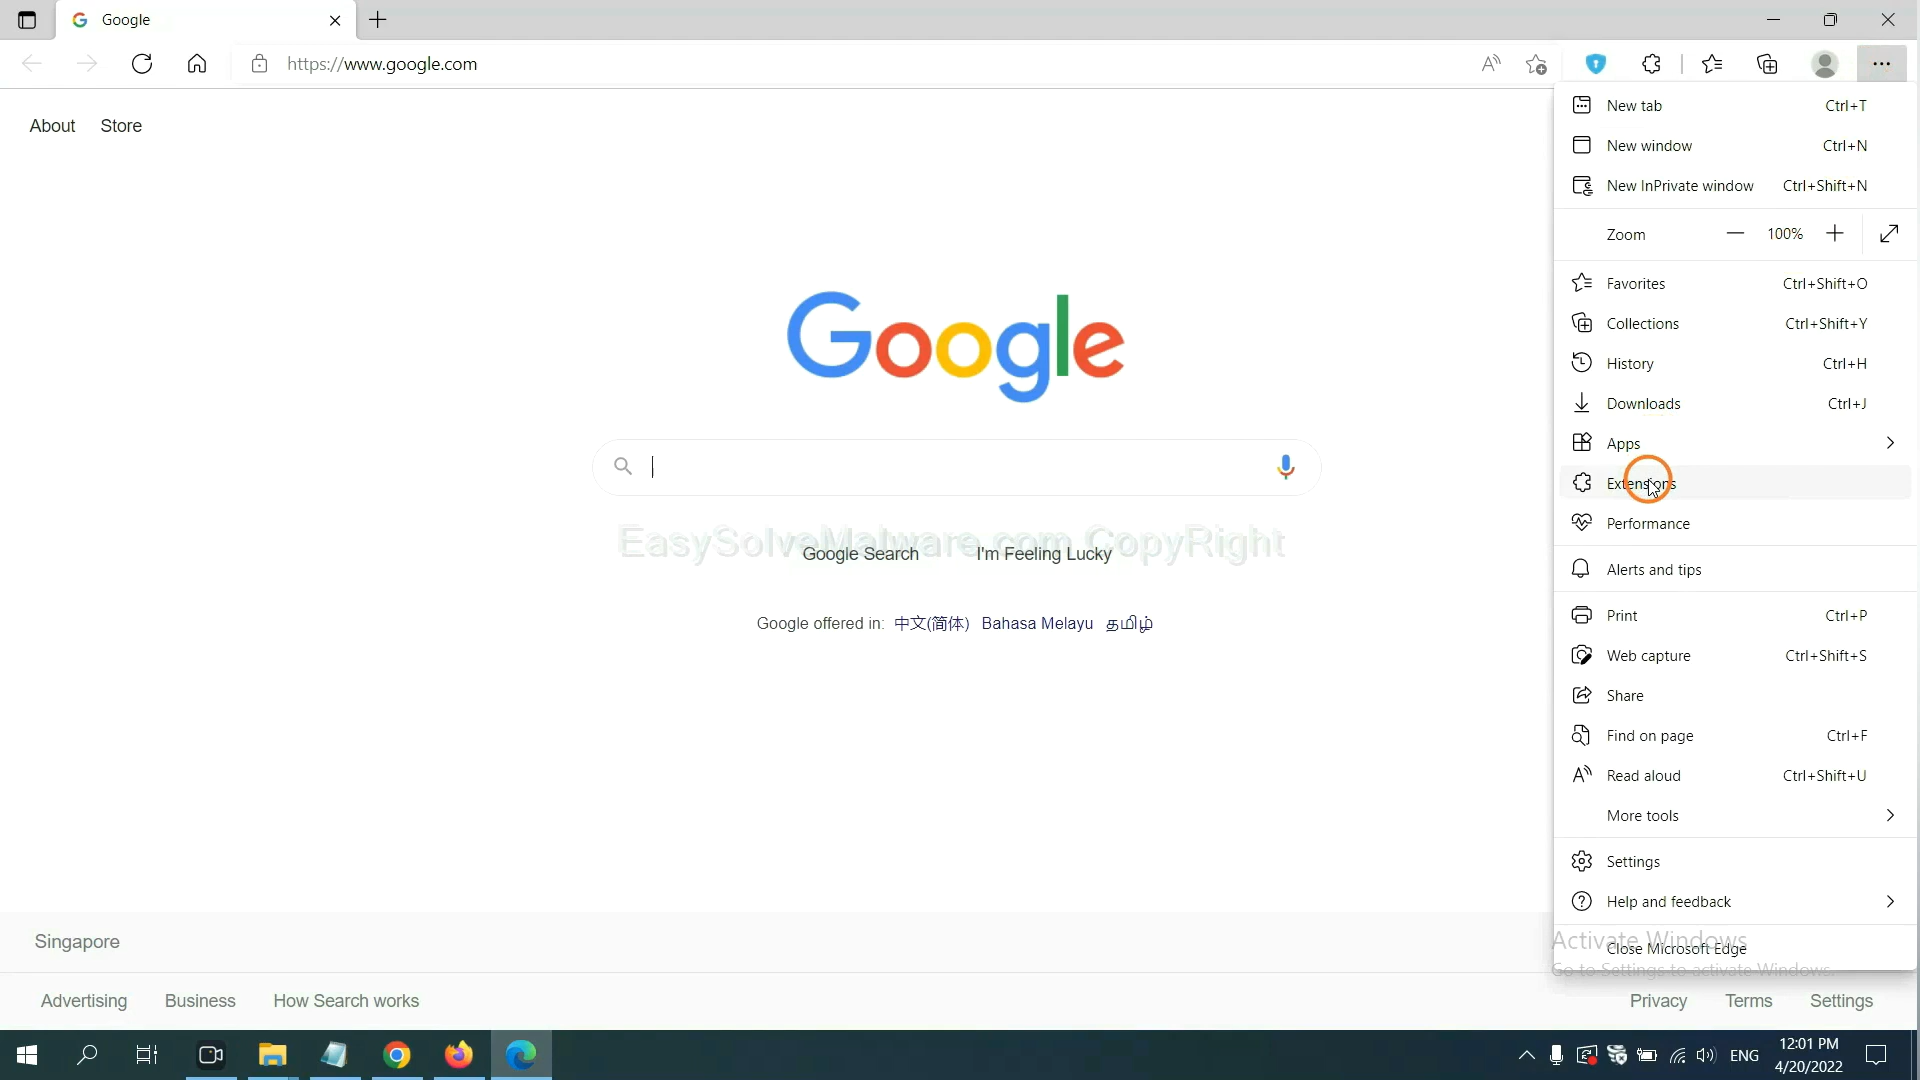 Google
https://www.google.com
About Store
New tab Ctrl+T
New window Ctrl+N
New InPrivate window Ctrl+Shift+N
Zoom 100%
Favorites Ctrl+Shift+O
Collections Ctrl+Shift+Y
History Ctrl+H
Downloads Ctrl+J
Apps
Extensions
Performance
Alerts and tips
Print Ctrl+P
Web capture Ctrl+Shift+S
Share
Find on page Ctrl+F
Read aloud Ctrl+Shift+U
More tools
Settings
Help and feedback
Close Microsoft Edge
Google
EasySolveMalware.com CopyRight
Google Search I'm Feeling Lucky
Google offered in: 中文(简体) Bahasa Melayu தமிழ்
Activate Windows
Go to Settings to activate Windows.
Singapore
Advertising Business How Search works Privacy Terms Settings
ENG
12:01 PM
4/20/2022